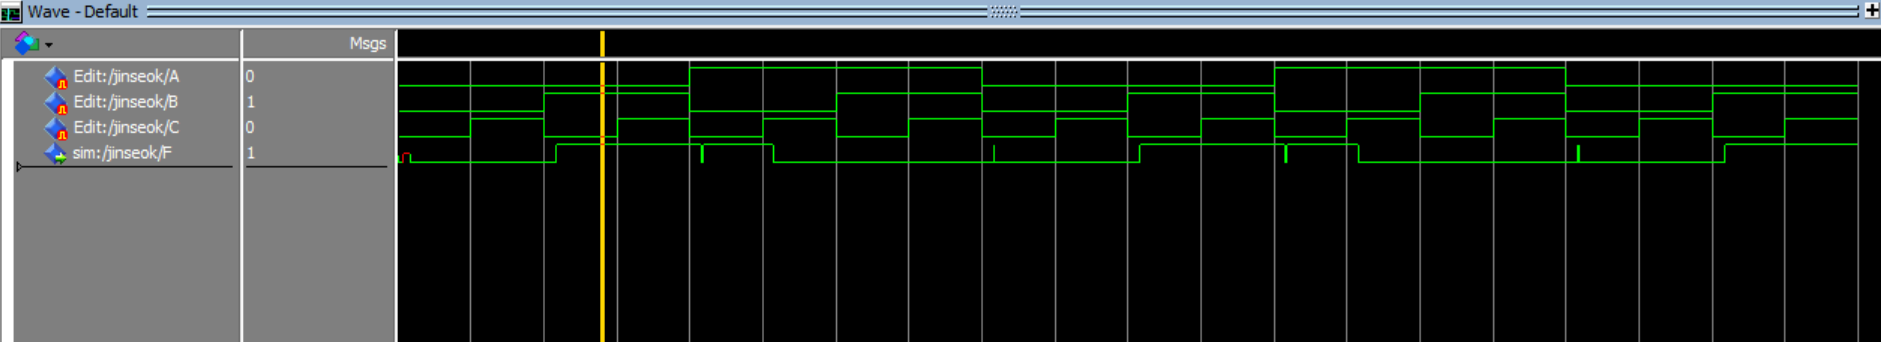 Wave - Default
Msgs
Edit:/jinseok/A 0
Edit:/jinseok/B 1
Edit:/jinseok/C 0
sim:/jinseok/F 1